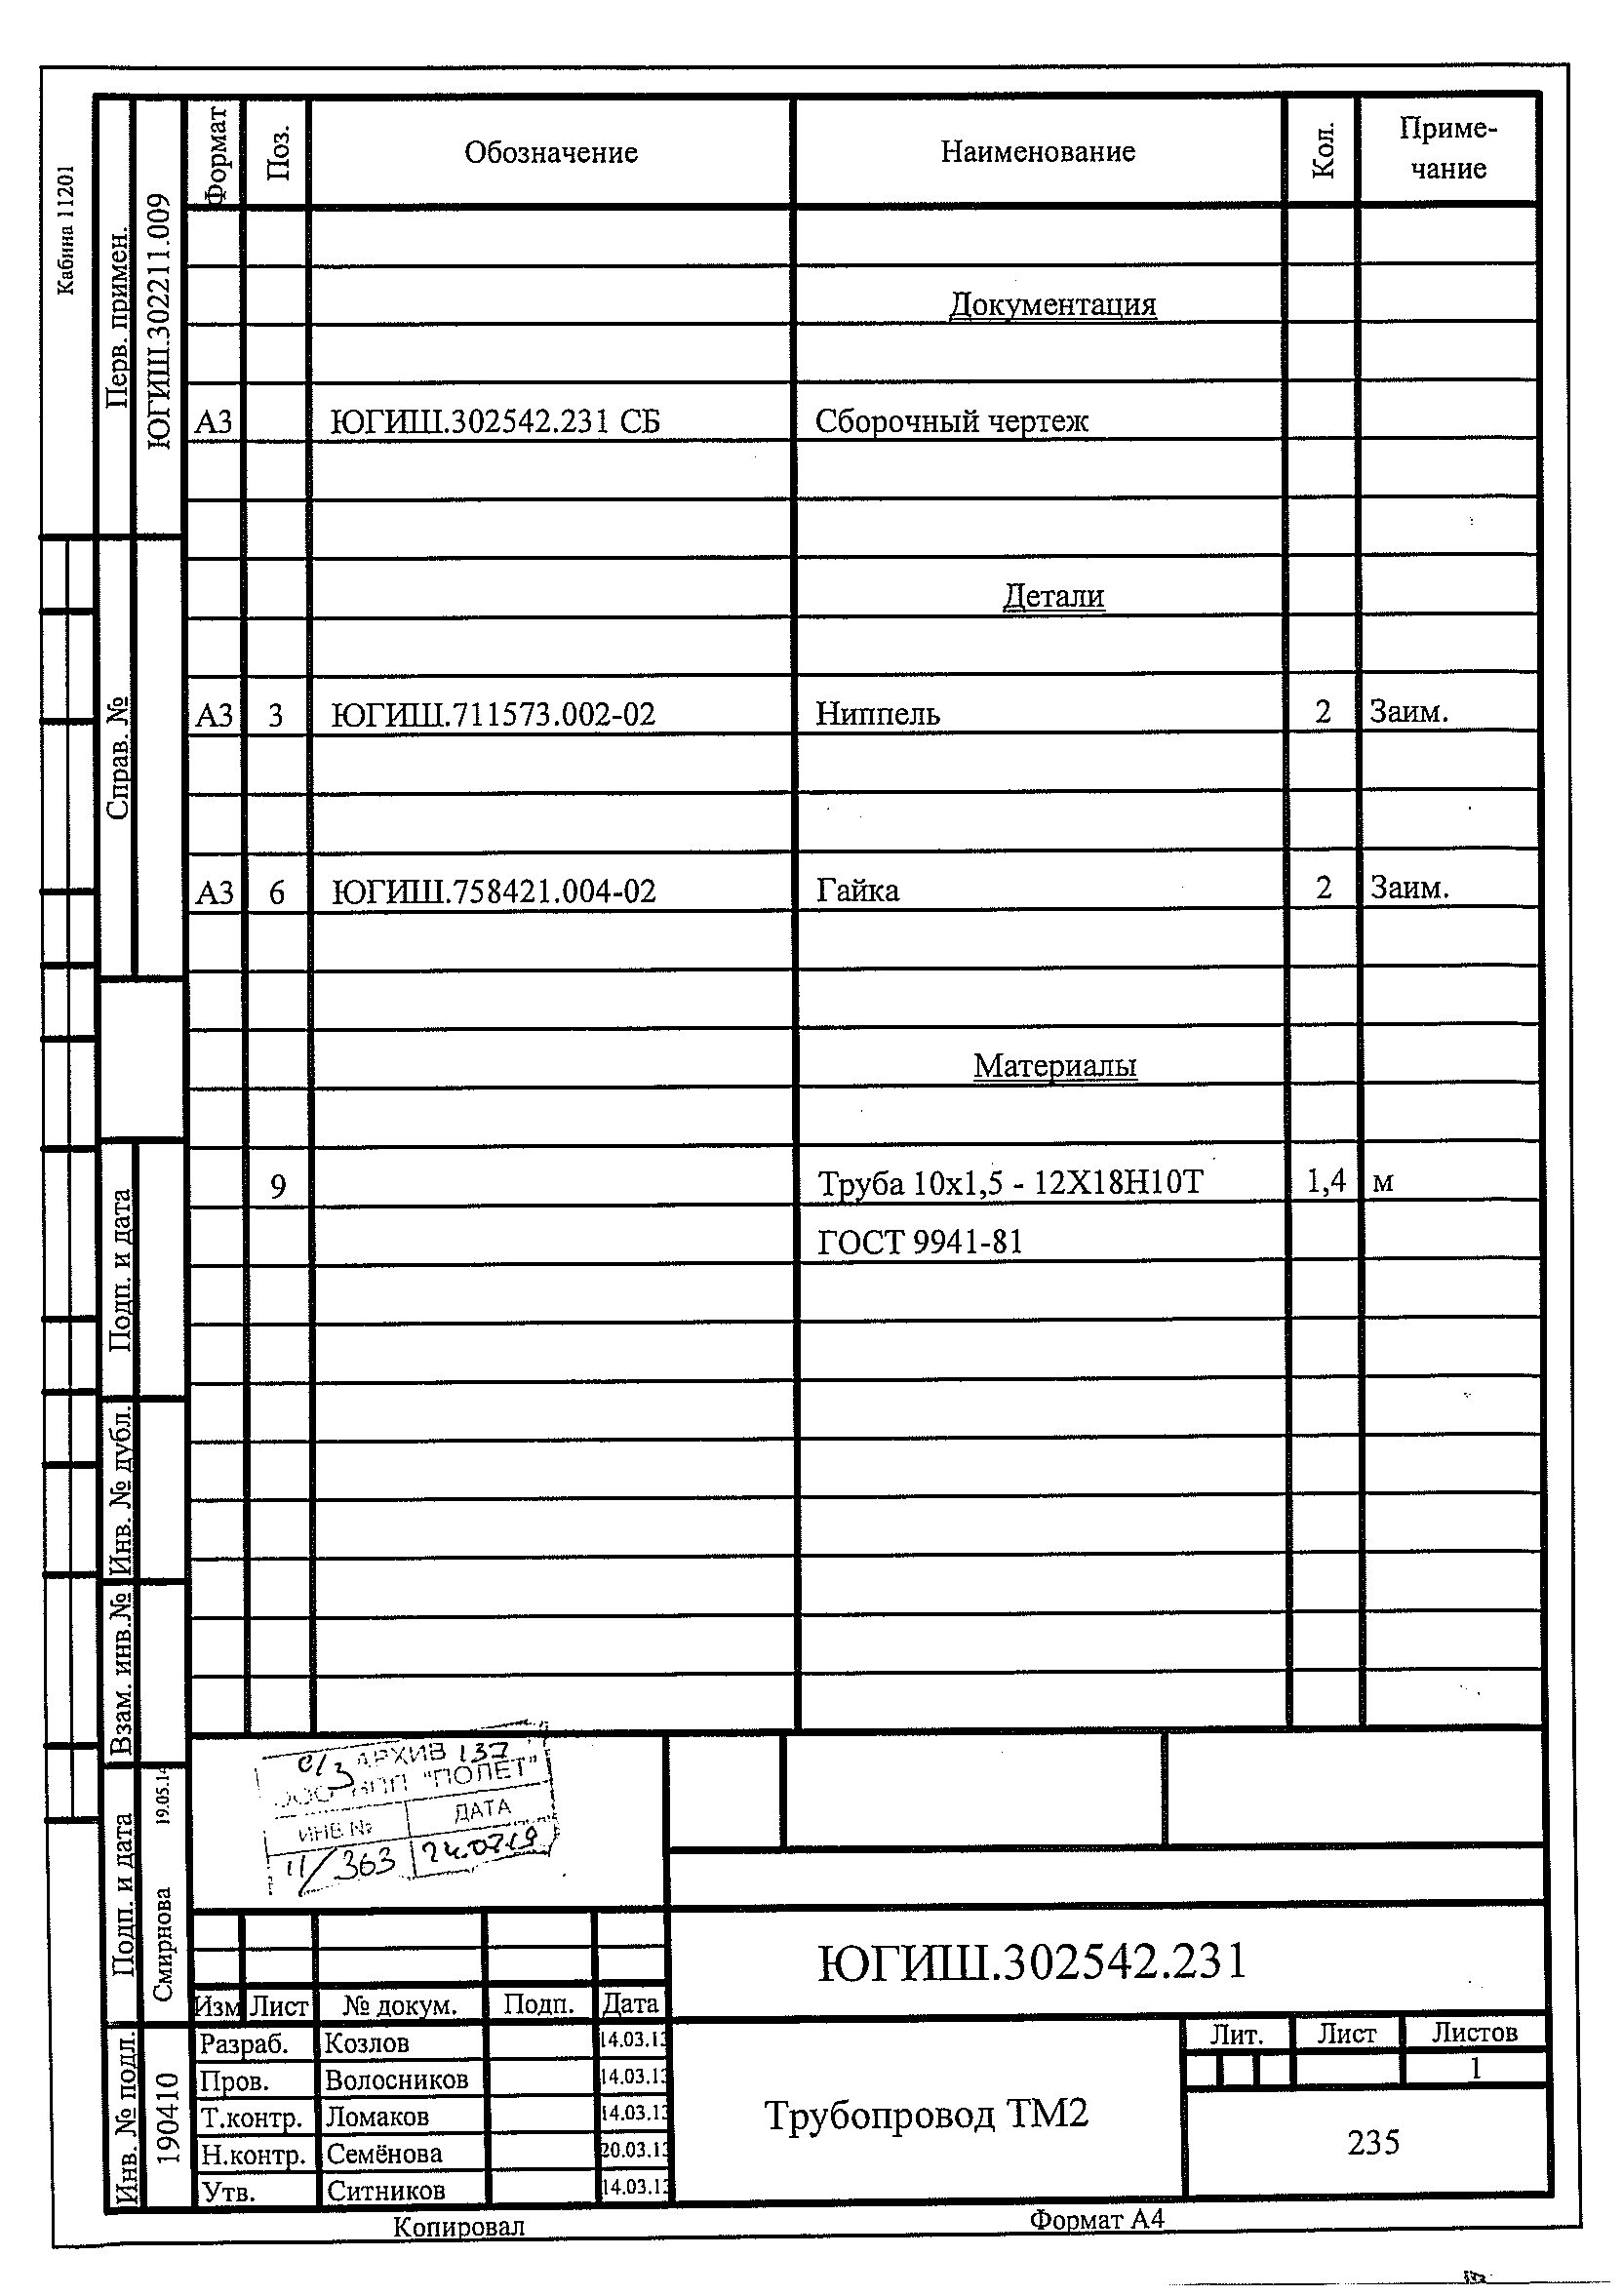 Кабина 11201
Перв. примен.
ЮГИШ.302211.009
Справ. №
Подп. и дата
Инв. № дубл.
Взам. инв.№
Подп. и дата
Смирнова 19.05.14
Инв. № подл.
190410
Формат Поз. Обозначение Наименование Кол. Приме-
чание
Документация
А3 ЮГИШ.302542.231 СБ Сборочный чертеж
Детали
А3 3 ЮГИШ.711573.002-02 Ниппель 2 Заим.
А3 6 ЮГИШ.758421.004-02 Гайка 2 Заим.
Материалы
9 Труба 10х1,5 - 12Х18Н10Т 1,4 м
ГОСТ 9941-81
АРХИВ 137
ООО НПП "ПОЛЕТ"
ИНВ.№ ДАТА
11/363 24.07.19
ЮГИШ.302542.231
Изм Лист № докум. Подп. Дата
Разраб. Козлов 14.03.13
Пров. Волосников 14.03.13
Т.контр. Ломаков 14.03.13
Н.контр. Семёнова 20.03.13
Утв. Ситников 14.03.13
Трубопровод ТМ2
Лит. Лист Листов
1
235
Копировал Формат А4